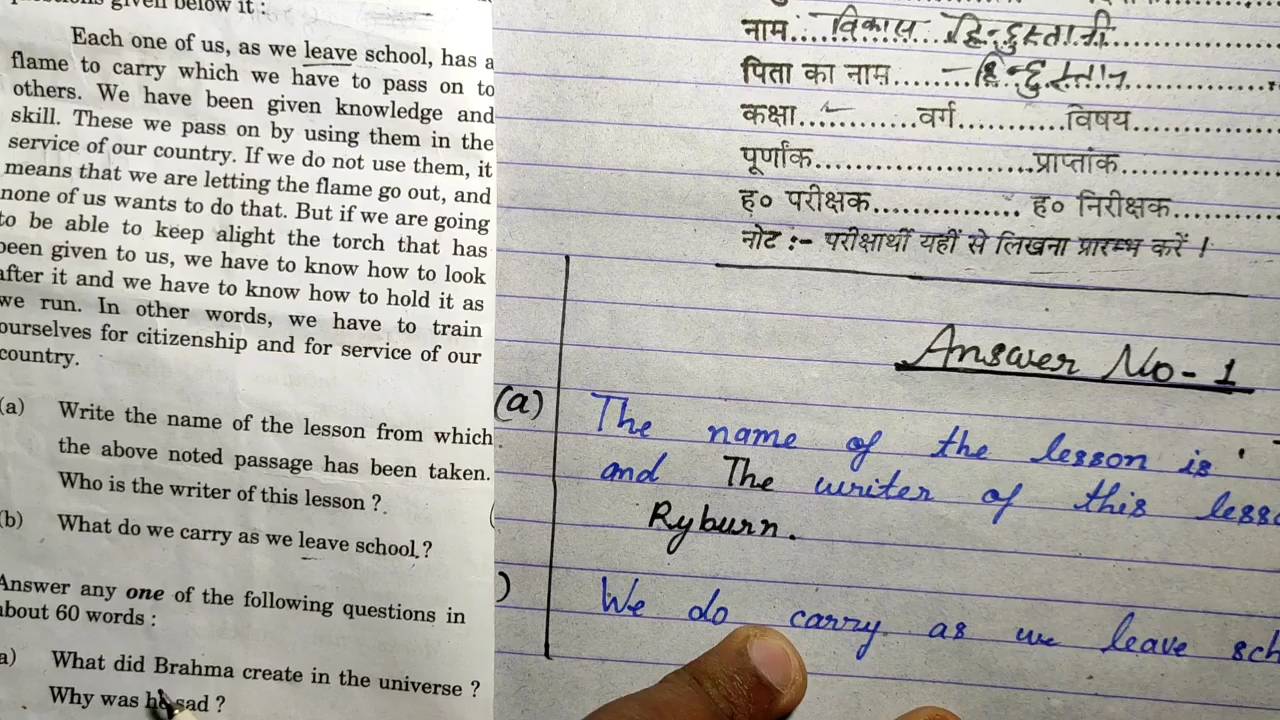 given below it :
Each one of us, as we leave school, has a
flame to carry which we have to pass on to
others. We have been given knowledge and
skill. These we pass on by using them in the
service of our country. If we do not use them, it
means that we are letting the flame go out, and
none of us wants to do that. But if we are going
to be able to keep alight the torch that has
been given to us, we have to know how to look
after it and we have to know how to hold it as
we run. In other words, we have to train
ourselves for citizenship and for service of our
country.
(a) Write the name of the lesson from which
the above noted passage has been taken.
Who is the writer of this lesson ?
(b) What do we carry as we leave school ?
Answer any one of the following questions in
about 60 words :
a) What did Brahma create in the universe ?
Why was he sad ?
नाम....विकास हिन्दुस्तानी
पिता का नाम.......हिन्दुस्तान
कक्षा............वर्ग...........विषय
पूर्णांक......................प्राप्तांक
ह० परीक्षक............... ह० निरीक्षक
नोट :- परीक्षार्थी यहीं से लिखना प्रारम्भ करें ।
Answer No - 1
(a) The name of the lesson is '
and The writer of this
Ryburn.
) We do carry as we leave